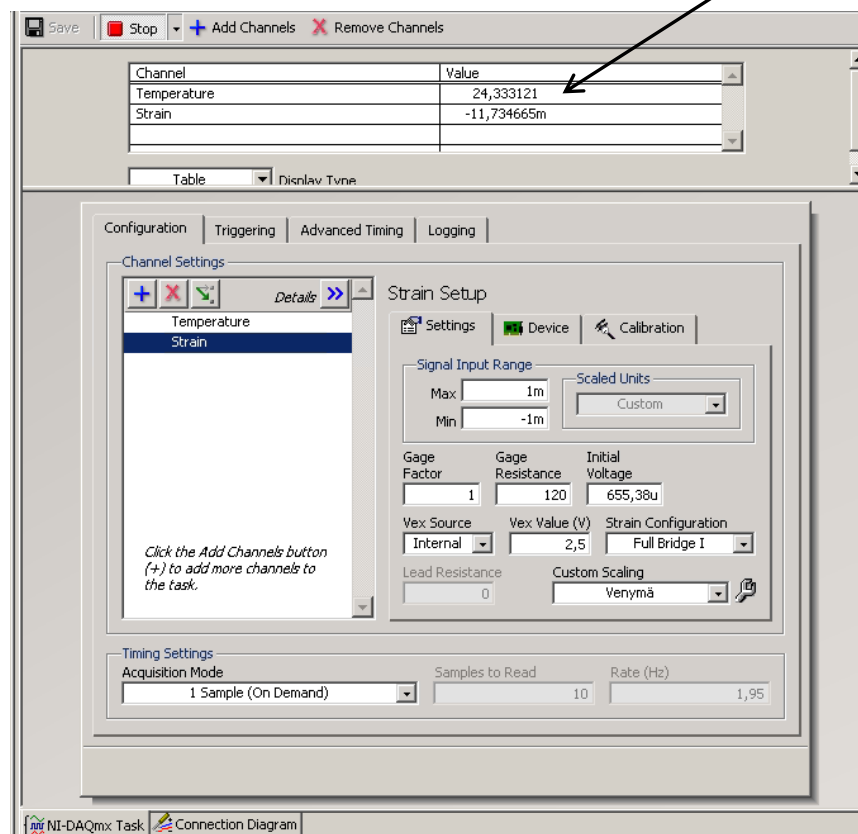 Save Stop Add Channels Remove Channels
Channel Value
Temperature 24,333121
Strain -11,734665m
Table Display Type
Configuration Triggering Advanced Timing Logging
Channel Settings
Details
Temperature
Strain
Click the Add Channels button
(+) to add more channels to
the task.
Strain Setup
Settings Device Calibration
Signal Input Range
Max 1m
Min -1m
Scaled Units
Custom
Gage Factor Gage Resistance Initial Voltage
1 120 655,38u
Vex Source Vex Value (V) Strain Configuration
Internal 2,5 Full Bridge I
Lead Resistance Custom Scaling
0 Venymä
Timing Settings
Acquisition Mode Samples to Read Rate (Hz)
1 Sample (On Demand) 10 1,95
NI-DAQmx Task Connection Diagram